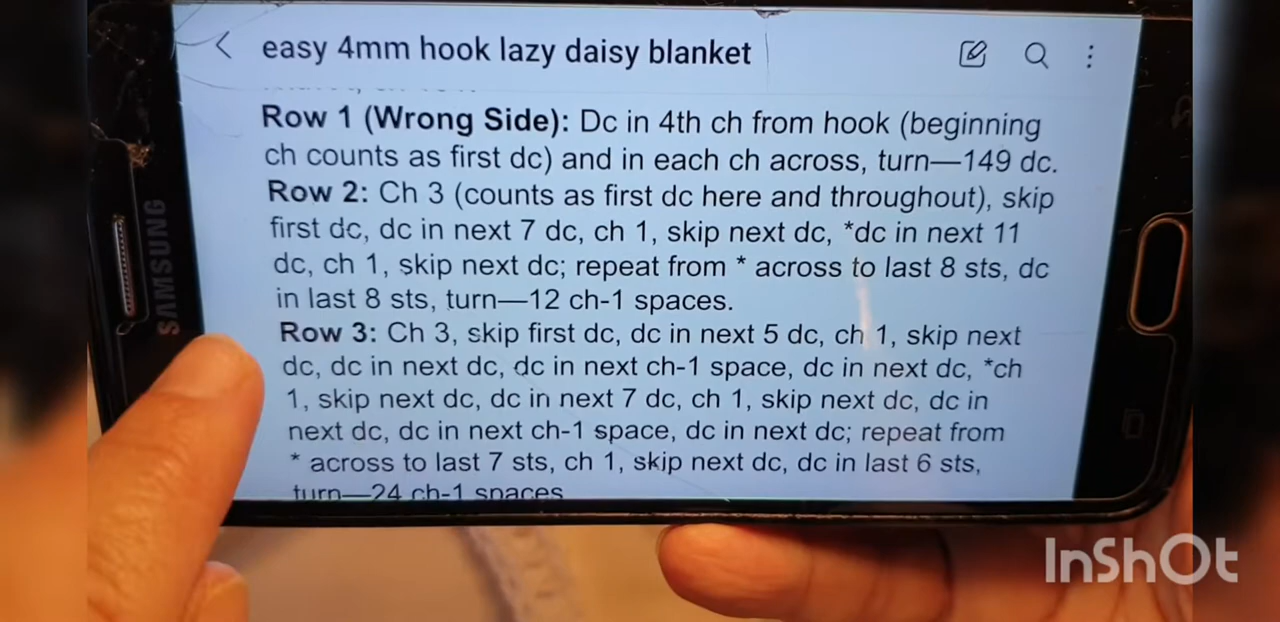 easy 4mm hook lazy daisy blanket
Row 1 (Wrong Side): Dc in 4th ch from hook (beginning
ch counts as first dc) and in each ch across, turn—149 dc.
Row 2: Ch 3 (counts as first dc here and throughout), skip
first dc, dc in next 7 dc, ch 1, skip next dc, *dc in next 11
dc, ch 1, skip next dc; repeat from * across to last 8 sts, dc
in last 8 sts, turn—12 ch-1 spaces.
Row 3: Ch 3, skip first dc, dc in next 5 dc, ch 1, skip next
dc, dc in next dc, dc in next ch-1 space, dc in next dc, *ch
1, skip next dc, dc in next 7 dc, ch 1, skip next dc, dc in
next dc, dc in next ch-1 space, dc in next dc; repeat from
* across to last 7 sts, ch 1, skip next dc, dc in last 6 sts,
turn—24 ch-1 spaces
SAMSUNG
InShOt